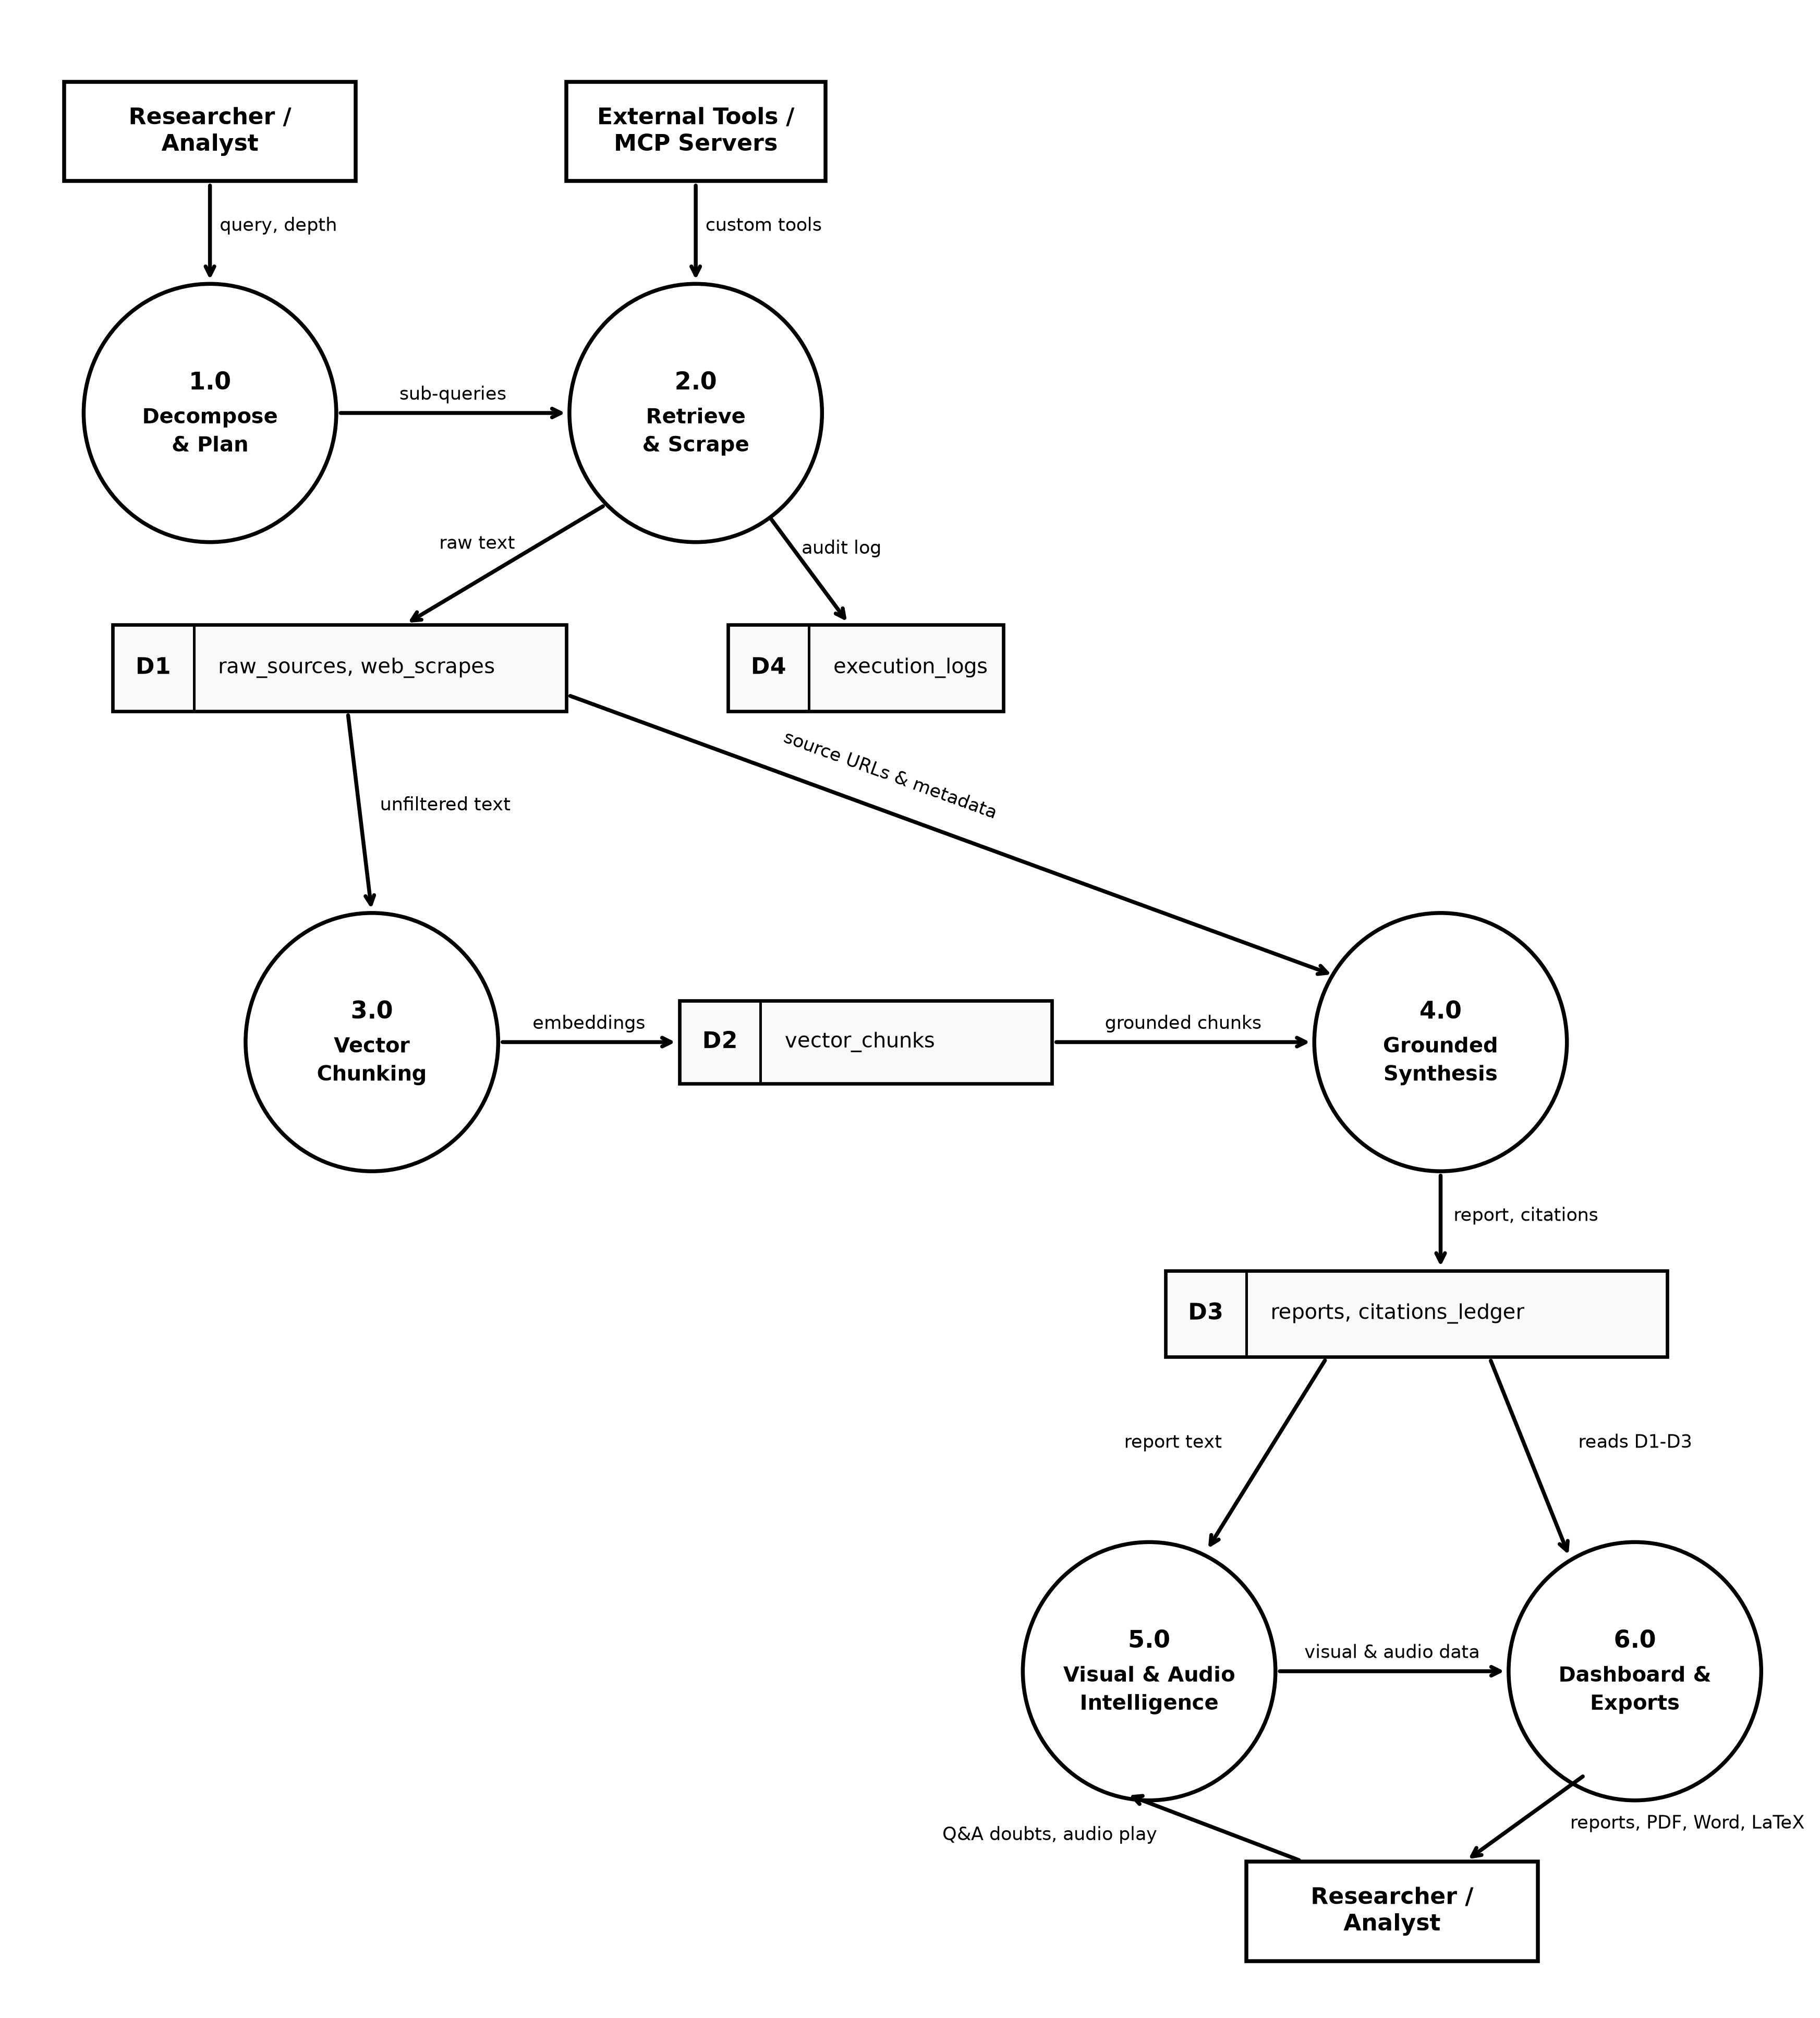 Researcher /
Analyst
External Tools /
MCP Servers
query, depth
custom tools
1.0
Decompose
& Plan
sub-queries
2.0
Retrieve
& Scrape
raw text
audit log
D1
raw_sources, web_scrapes
D4
execution_logs
source URLs & metadata
unfiltered text
3.0
Vector
Chunking
embeddings
D2
vector_chunks
grounded chunks
4.0
Grounded
Synthesis
report, citations
D3
reports, citations_ledger
report text
reads D1-D3
5.0
Visual & Audio
Intelligence
visual & audio data
6.0
Dashboard &
Exports
Q&A doubts, audio play
reports, PDF, Word, LaTeX
Researcher /
Analyst